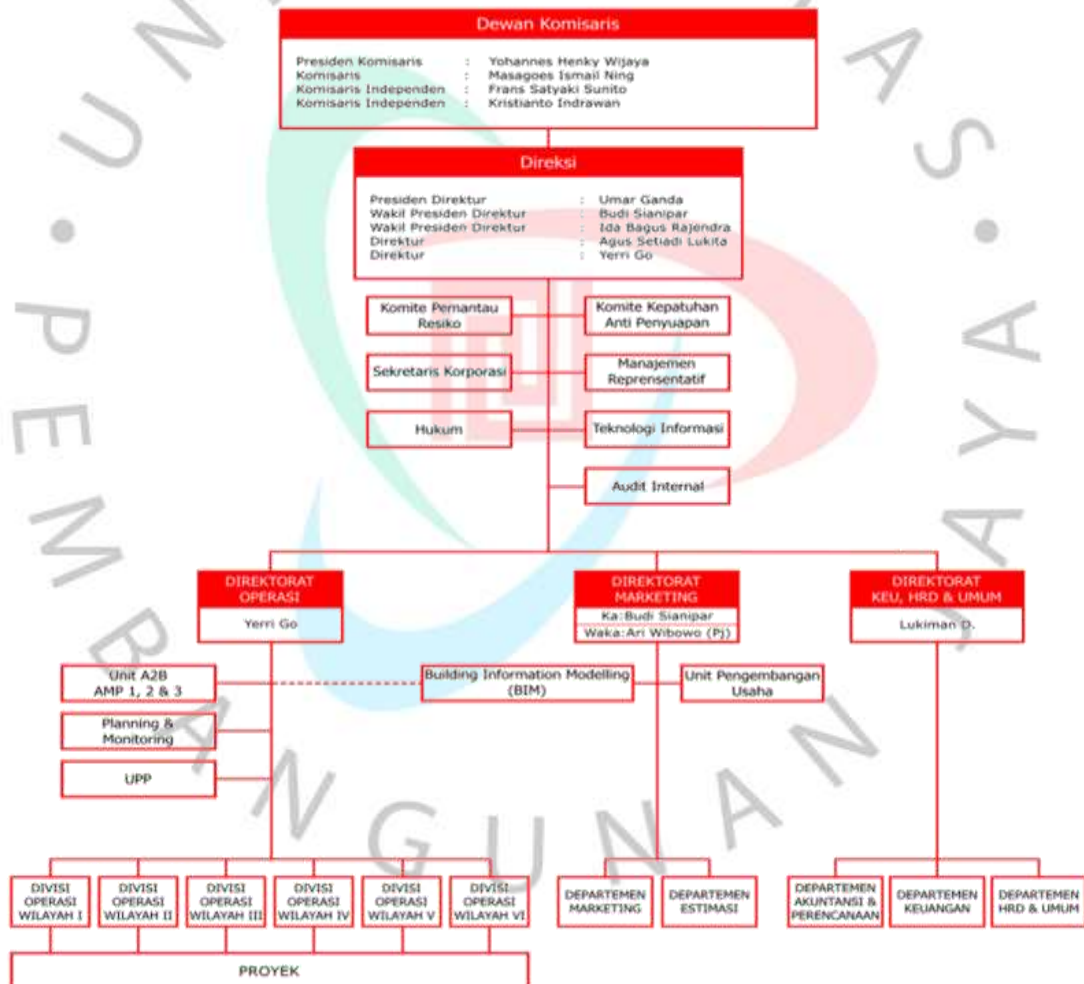 Dewan Komisaris
Presiden Komisaris : Yohannes Henky Wijaya
Komisaris : Masagoes Ismail Ning
Komisaris Independen : Frans Satyaki Sunito
Komisaris Independen : Kristianto Indrawan
Direksi
Presiden Direktur : Umar Ganda
Wakil Presiden Direktur : Budi Sianipar
Wakil Presiden Direktur : Ida Bagus Rajendra
Direktur : Agus Setiadi Lukita
Direktur : Yerri Go
Komite Pemantau
Resiko
Komite Kepatuhan
Anti Penyuapan
Sekretaris Korporasi
Manajemen
Reprensentatif
Hukum
Teknologi Informasi
Audit Internal
DIREKTORAT
OPERASI
Yerri Go
DIREKTORAT
MARKETING
Ka:Budi Sianipar
Waka:Ari Wibowo (Pj)
DIREKTORAT
KEU, HRD & UMUM
Lukiman D.
Unit A2B
AMP 1, 2 & 3
Building Information Modelling
(BIM)
Unit Pengembangan
Usaha
Planning &
Monitoring
UPP
DIVISI
OPERASI
WILAYAH I
DIVISI
OPERASI
WILAYAH II
DIVISI
OPERASI
WILAYAH III
DIVISI
OPERASI
WILAYAH IV
DIVISI
OPERASI
WILAYAH V
DIVISI
OPERASI
WILAYAH VI
DEPARTEMEN
MARKETING
DEPARTEMEN
ESTIMASI
DEPARTEMEN
AKUNTANSI &
PERENCANAAN
DEPARTEMEN
KEUANGAN
DEPARTEMEN
HRD & UMUM
PROYEK
PEMBANGUNAN JAYA